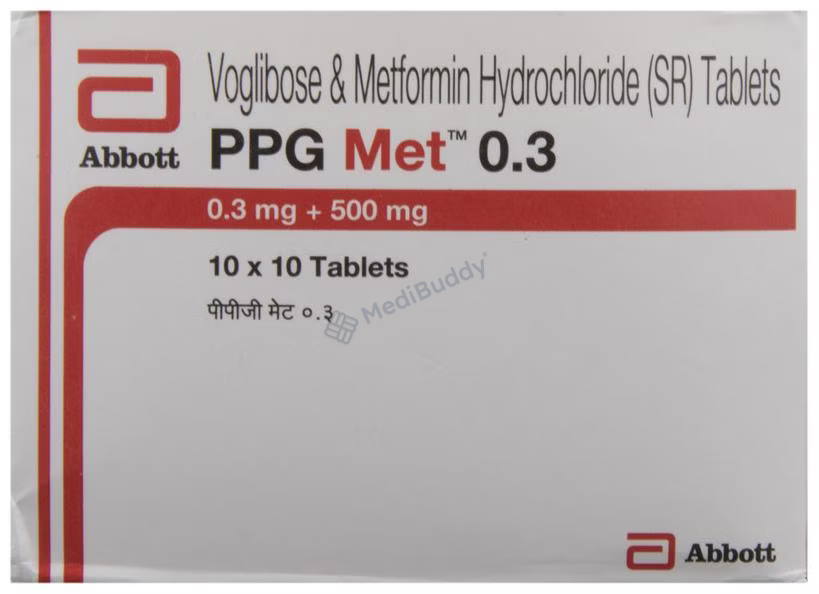 Voglibose & Metformin Hydrochloride (SR) Tablets
Abbott
PPG Met™ 0.3
0.3 mg + 500 mg
10 x 10 Tablets
पीपीजी मेट ०.३
MediBuddy
Abbott